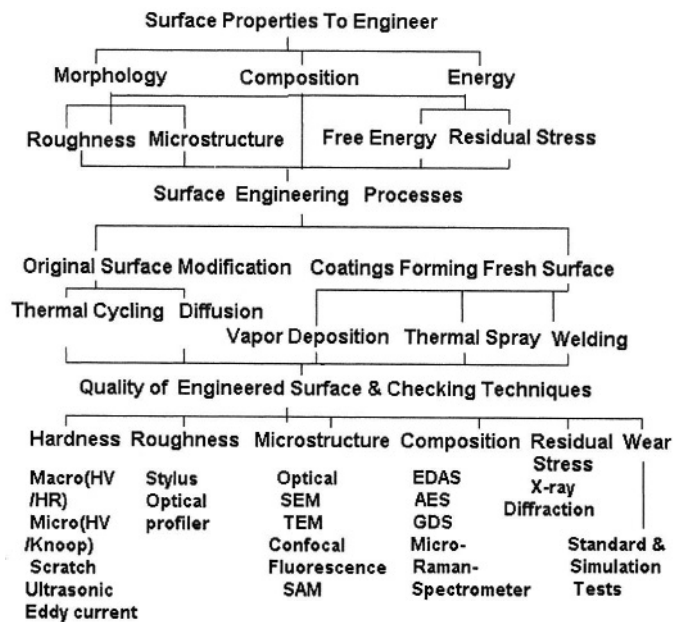 Surface Properties To Engineer
Morphology Composition Energy
Roughness Microstructure Free Energy Residual Stress
Surface Engineering Processes
Original Surface Modification Coatings Forming Fresh Surface
Thermal Cycling Diffusion
Vapor Deposition Thermal Spray Welding
Quality of Engineered Surface & Checking Techniques
Hardness Roughness Microstructure Composition Residual Wear
Stress
Macro(HV Stylus Optical EDAS X-ray
/HR) Optical SEM AES Diffraction
Micro(HV profiler TEM GDS
/Knoop) Confocal Micro- Standard &
Scratch Fluorescence Raman- Simulation
Ultrasonic SAM Spectrometer Tests
Eddy current